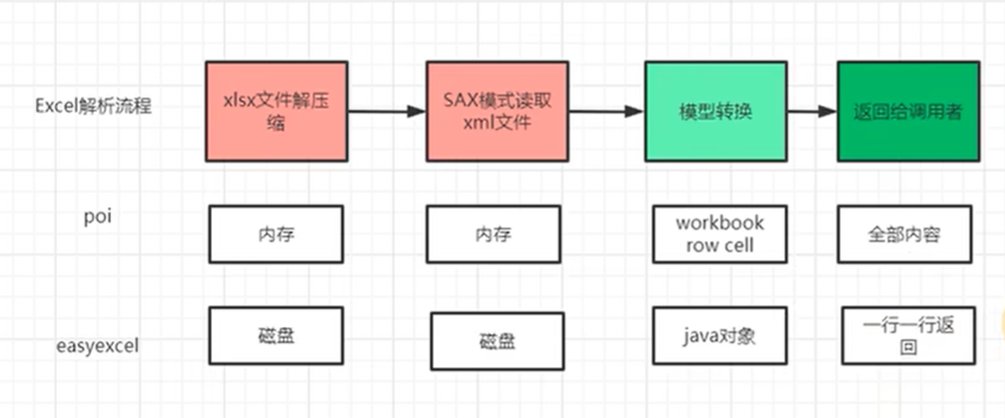 Excel解析流程
xlsx文件解压
缩
SAX模式读取
xml文件
模型转换
返回给调用者
poi
内存
内存
workbook
row cell
全部内容
easyexcel
磁盘
磁盘
java对象
一行一行返
回